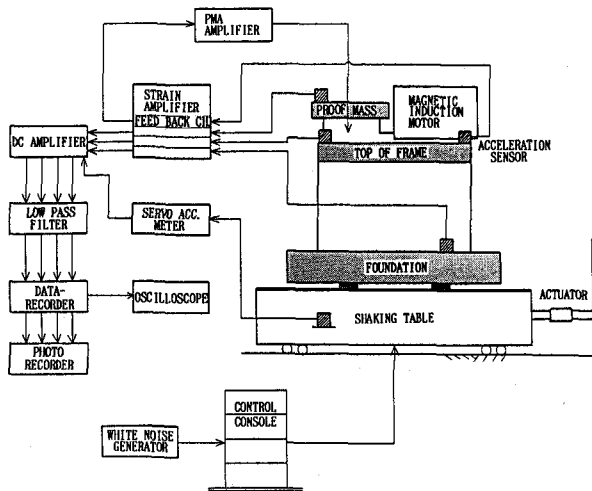 PMA
AMPLIFIER
STRAIN
AMPLIFIER
FEED BACK CH.
PROOF MASS
MAGNETIC
INDUCTION
MOTOR
DC AMPLIFIER
TOP OF FRAME
ACCELERATION
SENSOR
LOW PASS
FILTER
SERVO ACC.
METER
FOUNDATION
DATA-
RECORDER
OSCILLOSCOPE
ACTUATOR
SHAKING TABLE
PHOTO
RECORDER
CONTROL
CONSOLE
WHITE NOISE
GENERATOR